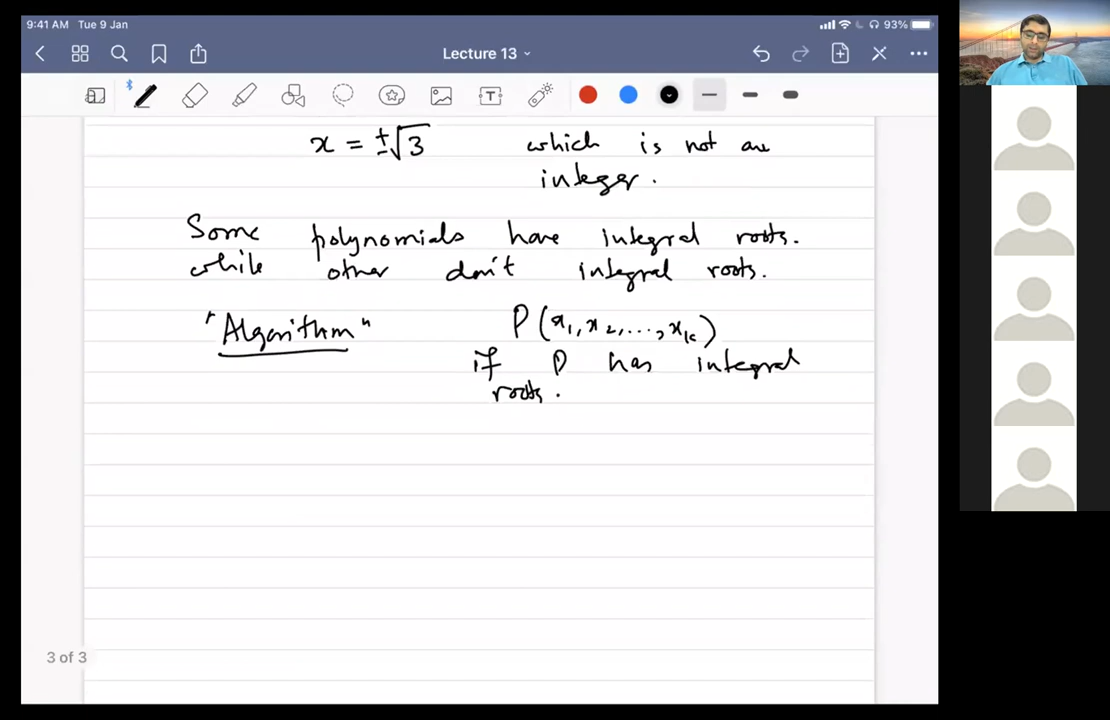 9:41 AM Tue 9 Jan
93%
Lecture 13
x = ±√3 which is not an
integer.
Some polynomials have integral roots.
while other don't integral roots.
"Algorithm" P(x₁, x₂, ..., xₖ)
if P has integral
roots.
3 of 3